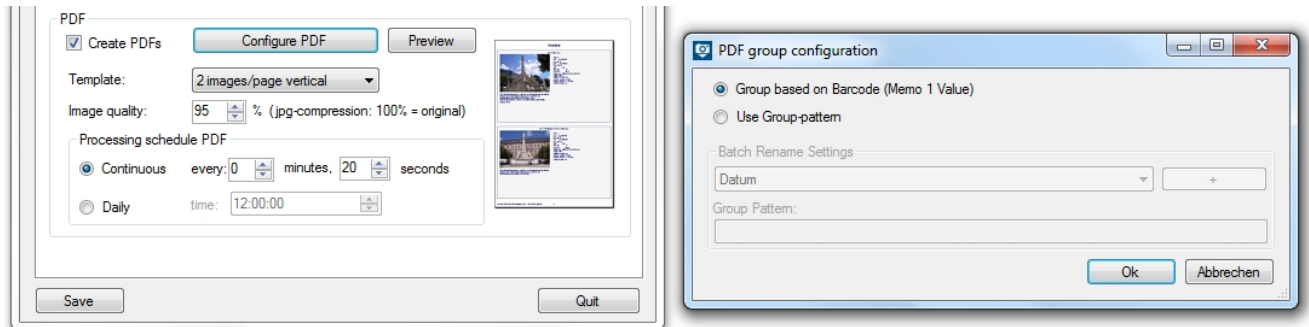 PDF
Create PDFs
Configure PDF
Preview
Template:
2 images/page vertical
Image quality:
95
% (jpg-compression: 100% = original)
Processing schedule PDF
Continuous
every: 0 minutes, 20 seconds
Daily
time: 12:00:00
Save
Quit
PDF group configuration
Group based on Barcode (Memo 1 Value)
Use Group-pattern
Batch Rename Settings
Datum
+
Group Pattern:
Ok
Abbrechen